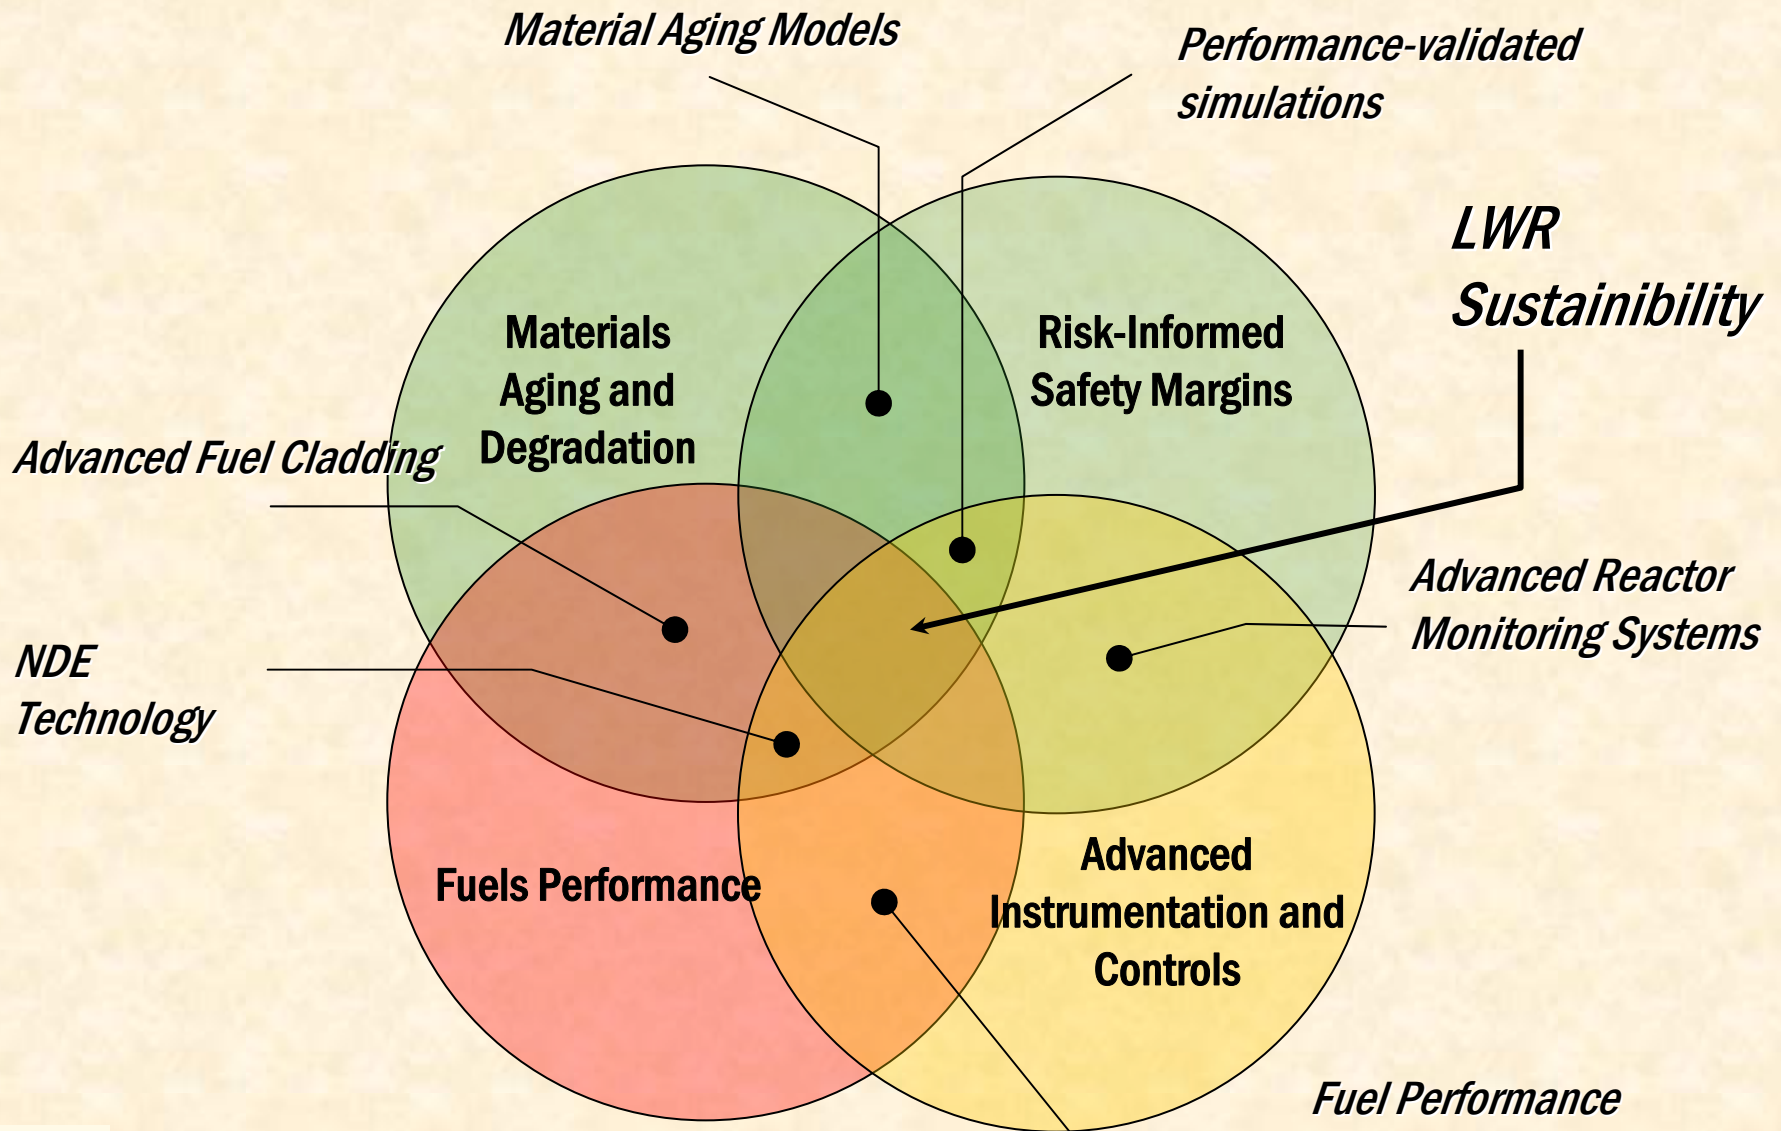 Material Aging Models
Performance-validated
simulations
LWR
Sustainibility
Materials
Aging and
Degradation
Risk-Informed
Safety Margins
Advanced Fuel Cladding
Advanced Reactor
Monitoring Systems
NDE
Technology
Fuels Performance
Advanced
Instrumentation and
Controls
Fuel Performance